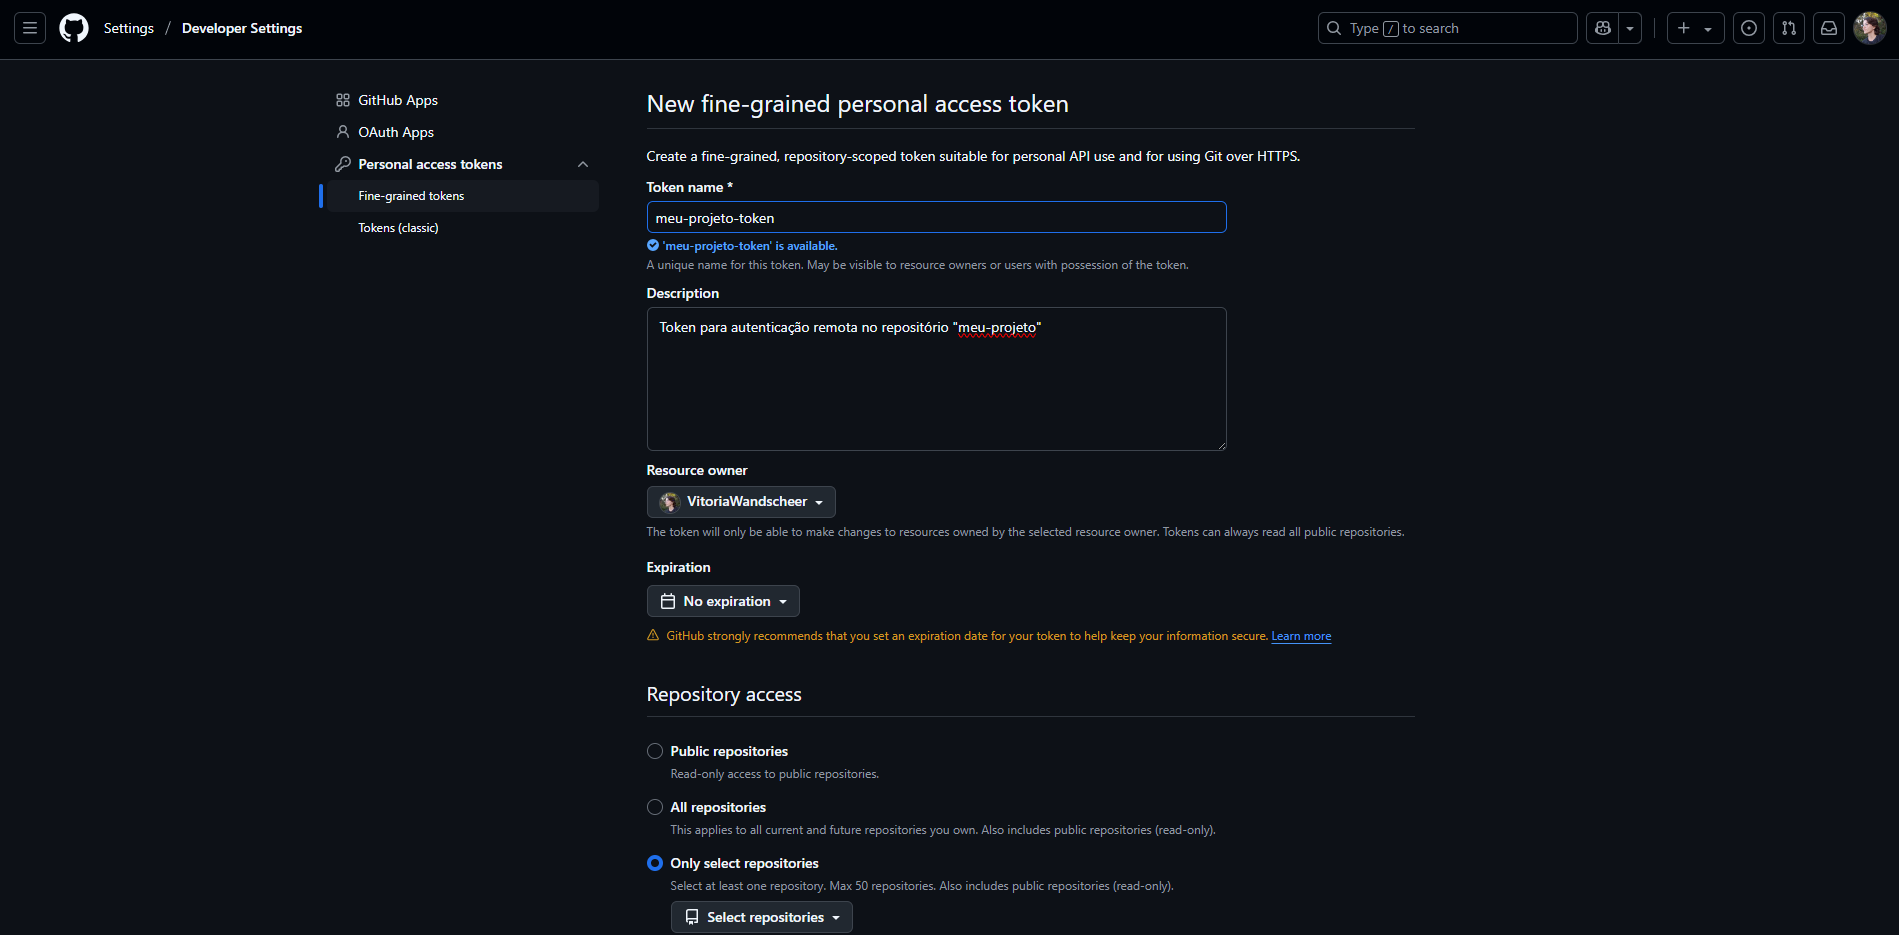 Settings / Developer Settings
Type / to search
GitHub Apps
OAuth Apps
Personal access tokens
Fine-grained tokens
Tokens (classic)
New fine-grained personal access token
Create a fine-grained, repository-scoped token suitable for personal API use and for using Git over HTTPS.
Token name *
meu-projeto-token
'meu-projeto-token' is available.
A unique name for this token. May be visible to resource owners or users with possession of the token.
Description
Token para autenticação remota no repositório "meu-projeto"
Resource owner
VitoriaWandscheer
The token will only be able to make changes to resources owned by the selected resource owner. Tokens can always read all public repositories.
Expiration
No expiration
GitHub strongly recommends that you set an expiration date for your token to help keep your information secure. Learn more
Repository access
Public repositories
Read-only access to public repositories.
All repositories
This applies to all current and future repositories you own. Also includes public repositories (read-only).
Only select repositories
Select at least one repository. Max 50 repositories. Also includes public repositories (read-only).
Select repositories